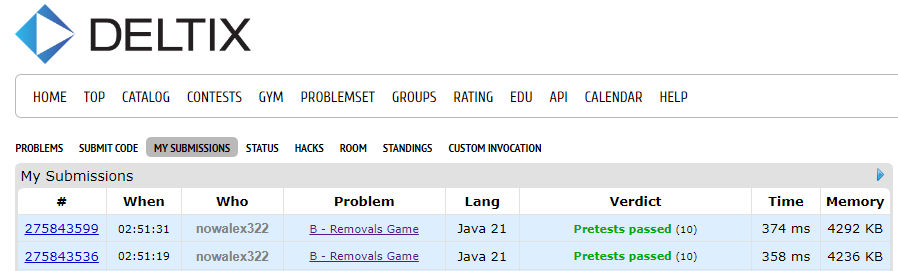 DELTIX
HOME TOP CATALOG CONTESTS GYM PROBLEMSET GROUPS RATING EDU API CALENDAR HELP
PROBLEMS SUBMIT CODE MY SUBMISSIONS STATUS HACKS ROOM STANDINGS CUSTOM INVOCATION
My Submissions
# When Who Problem Lang Verdict Time Memory
275843599 02:51:31 nowalex322 B - Removals Game Java 21 Pretests passed (10) 374 ms 4292 KB
275843536 02:51:19 nowalex322 B - Removals Game Java 21 Pretests passed (10) 358 ms 4236 KB